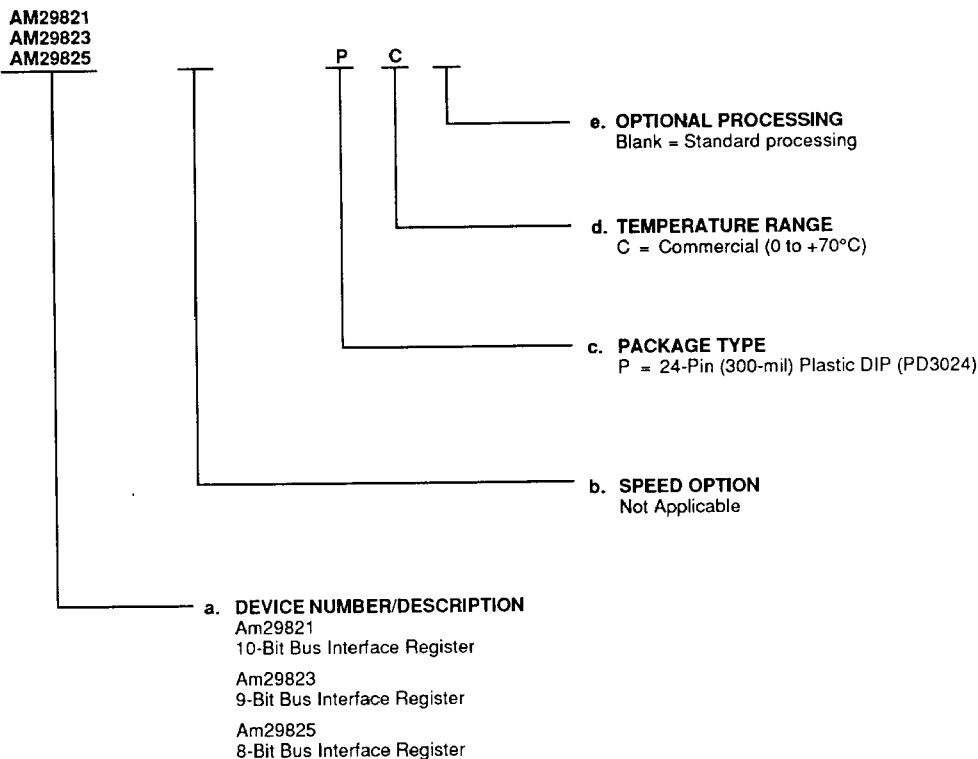 AM29821
AM29823
AM29825
P C
e. OPTIONAL PROCESSING
Blank = Standard processing
d. TEMPERATURE RANGE
C = Commercial (0 to +70°C)
c. PACKAGE TYPE
P = 24-Pin (300-mil) Plastic DIP (PD3024)
b. SPEED OPTION
Not Applicable
a. DEVICE NUMBER/DESCRIPTION
Am29821
10-Bit Bus Interface Register
Am29823
9-Bit Bus Interface Register
Am29825
8-Bit Bus Interface Register